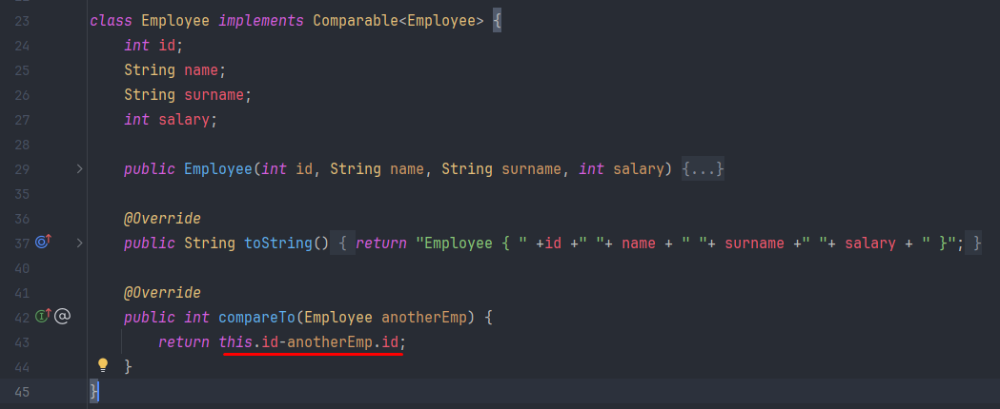 23 class Employee implements Comparable<Employee> {
24 int id;
25 String name;
26 String surname;
27 int salary;
28
29 public Employee(int id, String name, String surname, int salary) {...}
35
36 @Override
37 public String toString() { return "Employee { " +id +" "+ name + " "+ surname +" "+ salary + " }"; }
40
41 @Override
42 public int compareTo(Employee anotherEmp) {
43 return this.id-anotherEmp.id;
44 }
45 }